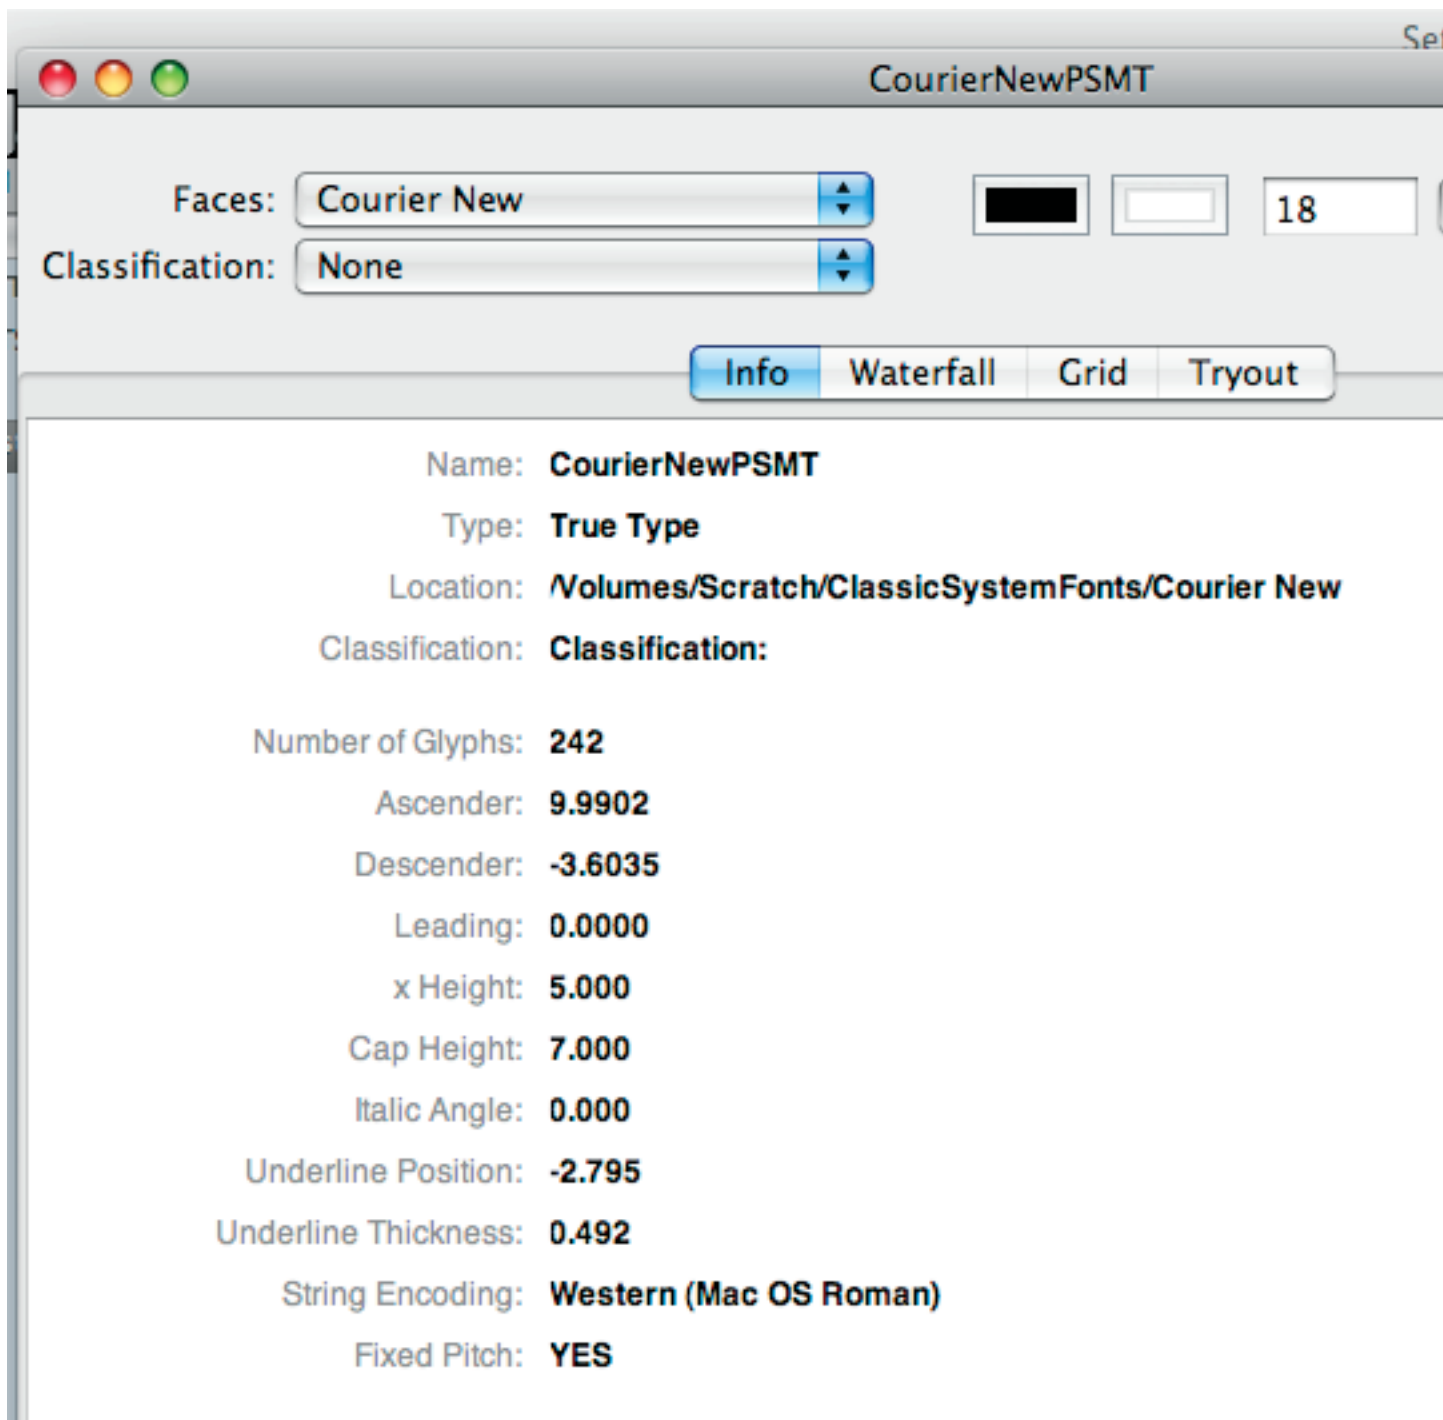 CourierNewPSMT
Faces: Courier New 18
Classification: None
Info Waterfall Grid Tryout
Name: CourierNewPSMT
Type: True Type
Location: /Volumes/Scratch/ClassicSystemFonts/Courier New
Classification: Classification:
Number of Glyphs: 242
Ascender: 9.9902
Descender: -3.6035
Leading: 0.0000
x Height: 5.000
Cap Height: 7.000
Italic Angle: 0.000
Underline Position: -2.795
Underline Thickness: 0.492
String Encoding: Western (Mac OS Roman)
Fixed Pitch: YES